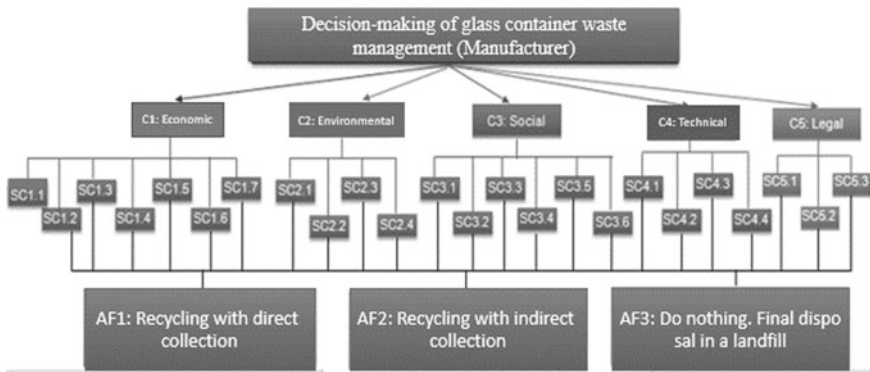 Decision-making of glass container waste
management (Manufacturer)
C1: Economic
C2: Environmental
C3: Social
C4: Technical
C5: Legal
SC1.1
SC1.2
SC1.3
SC1.4
SC1.5
SC1.6
SC1.7
SC2.1
SC2.2
SC2.3
SC2.4
SC3.1
SC3.2
SC3.3
SC3.4
SC3.5
SC3.6
SC4.1
SC4.2
SC4.3
SC4.4
SC5.1
SC5.2
SC5.3
AF1: Recycling with direct
collection
AF2: Recycling with indirect
collection
AF3: Do nothing. Final dispo
sal in a landfill